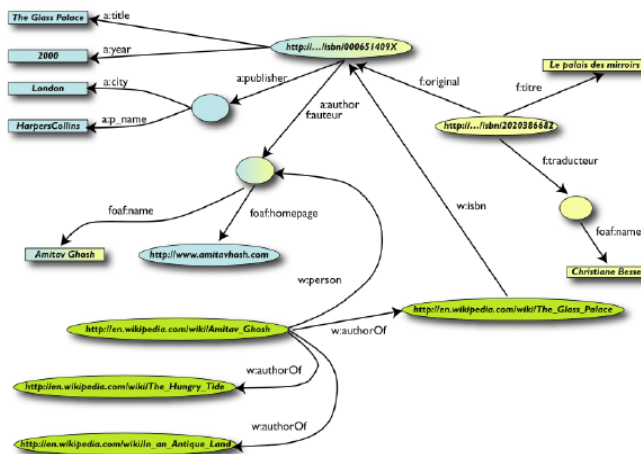 The Glass Palace
a:title
http://.../isbn/000651409X
2000
a:year
Le palais des mirroirs
London
a:city
a:publisher
f:original
f:titre
HarpersCollins
a:p_name
a:author
f:auteur
http://.../isbn/2020386682
f:traducteur
w:isbn
foaf:name
foaf:homepage
foaf:name
Amitav Ghosh
http://www.amitavhosh.com
Christiane Besse
w:person
http://en.wikipedia.com/wiki/The_Glass_Palace
http://en.wikipedia.com/wiki/Amitav_Ghosh
w:authorOf
w:authorOf
http://en.wikipedia.com/wiki/The_Hungry_Tide
w:authorOf
http://en.wikipedia.com/wiki/In_an_Antique_Land